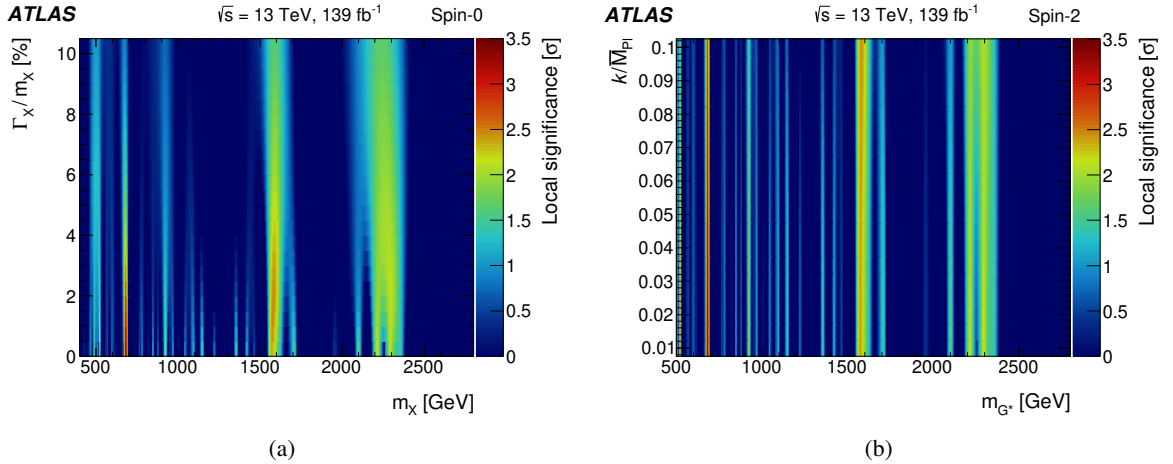 ATLAS √s = 13 TeV, 139 fb⁻¹ Spin-0
Γ_X/m_X [%]
10
8
6
4
2
0
500 1000 1500 2000 2500
m_X [GeV]
3.5
3
2.5
2
1.5
1
0.5
0
Local significance [σ]
(a)
ATLAS √s = 13 TeV, 139 fb⁻¹ Spin-2
k/M̅_Pl
0.1
0.09
0.08
0.07
0.06
0.05
0.04
0.03
0.02
0.01
500 1000 1500 2000 2500
m_G* [GeV]
3.5
3
2.5
2
1.5
1
0.5
0
Local significance [σ]
(b)